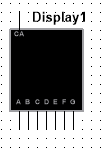 Display1
CA
A B C D E F G